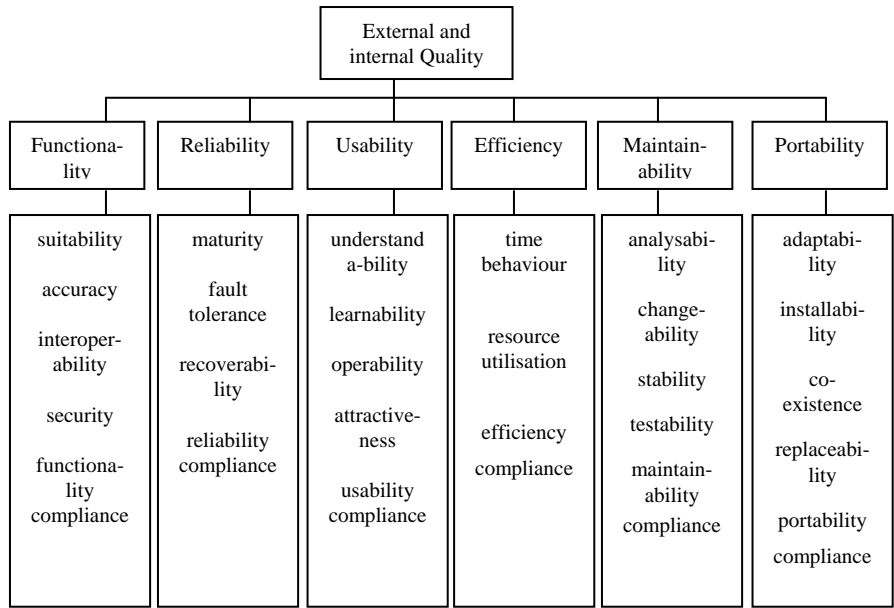 External and
internal Quality
Functiona-
lity
Reliability
Usability
Efficiency
Maintain-
ability
Portability
suitability
accuracy
interoper-
ability
security
functiona-
lity
compliance
maturity
fault
tolerance
recoverabi-
lity
reliability
compliance
understand
a-bility
learnability
operability
attractive-
ness
usability
compliance
time
behaviour
resource
utilisation
efficiency
compliance
analysabi-
lity
change-
ability
stability
testability
maintain-
ability
compliance
adaptabi-
lity
installabi-
lity
co-
existence
replaceabi-
lity
portability
compliance